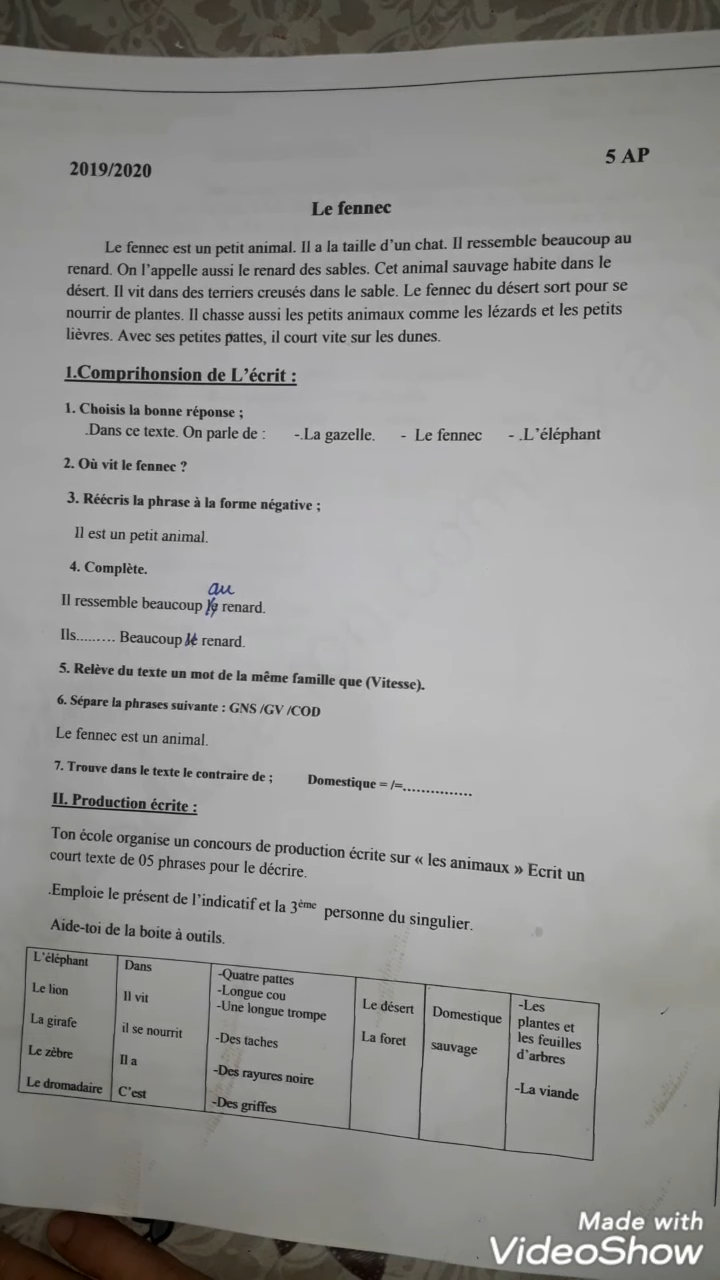 2019/2020
5 AP
Le fennec
Le fennec est un petit animal. Il a la taille d'un chat. Il ressemble beaucoup au
renard. On l'appelle aussi le renard des sables. Cet animal sauvage habite dans le
désert. Il vit dans des terriers creusés dans le sable. Le fennec du désert sort pour se
nourrir de plantes. Il chasse aussi les petits animaux comme les lézards et les petits
lièvres. Avec ses petites pattes, il court vite sur les dunes.
1.Comprihonsion de L'écrit :
1. Choisis la bonne réponse ;
.Dans ce texte. On parle de : -.La gazelle. - Le fennec - .L'éléphant
2. Où vit le fennec ?
3. Réécris la phrase à la forme négative ;
Il est un petit animal.
4. Complète.
au
Il ressemble beaucoup renard.
Ils......... Beaucoup renard.
5. Relève du texte un mot de la même famille que (Vitesse).
6. Sépare la phrases suivante : GNS /GV /COD
Le fennec est un animal.
7. Trouve dans le texte le contraire de ; Domestique = /=...............
II. Production écrite :
Ton école organise un concours de production écrite sur « les animaux » Ecrit un
court texte de 05 phrases pour le décrire.
.Emploie le présent de l'indicatif et la 3ème personne du singulier.
Aide-toi de la boite à outils.
L'éléphant
Le lion
La girafe
Le zèbre
Le dromadaire
Dans
Il vit
il se nourrit
Il a
C'est
-Quatre pattes
-Longue cou
-Une longue trompe
-Des taches
-Des rayures noire
-Des griffes
Le désert
La foret
Domestique
sauvage
-Les
plantes et
les feuilles
d'arbres
-La viande
Made with
VideoShow